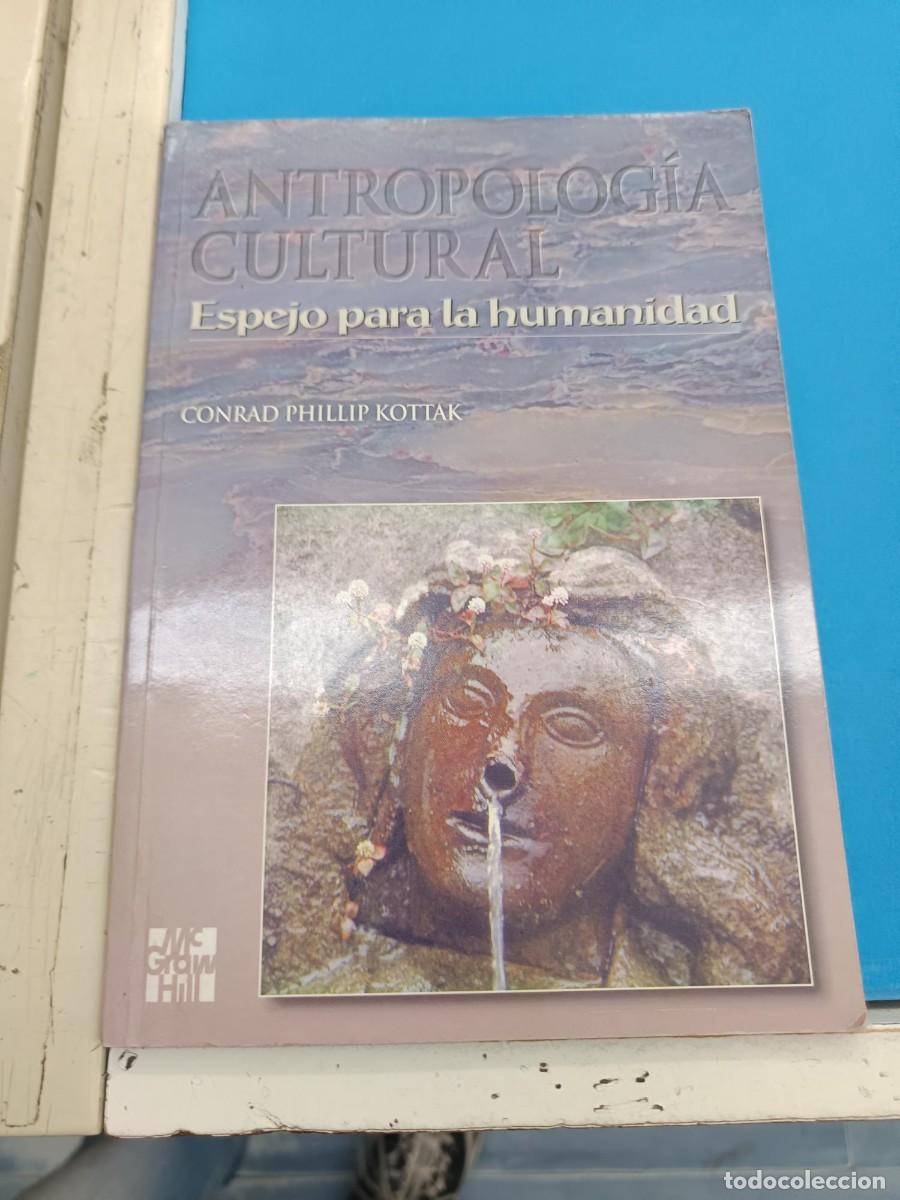 ANTROPOLOGÍA
CULTURAL
Espejo para la humanidad
CONRAD PHILLIP KOTTAK
Mc
Graw
Hill
todocoleccion